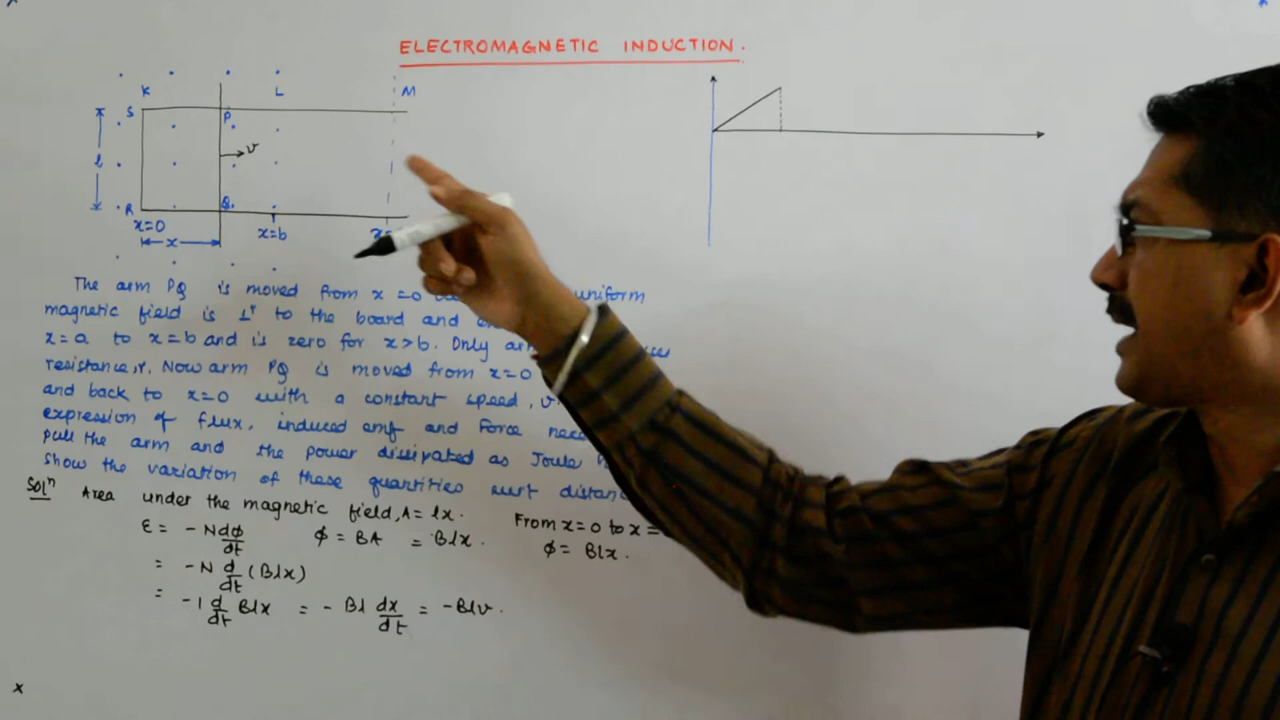 ELECTROMAGNETIC INDUCTION.
K L M
S P
v
l
R Q
x=0 x=b x=
x
The arm PQ is moved from x=0 uniform
magnetic field is ⊥r to the board and
x=0 to x=b and is zero for x>b. Only
resistance, r. Now arm PQ is moved from x=0
and back to x=0 with a constant speed, v.
expression of flux, induced emf and Force
pull the arm and the power dissipated as Joule
show the variation of these quantities wrt
Soln Area under the magnetic field, A = lx.
From x=0 to x=
ε = -N dφ/dt φ = BA = Blx.
φ = Blx.
= -N d/dt (Blx)
= -1 d/dt Blx = - Bl dx/dt = -Blv.
x